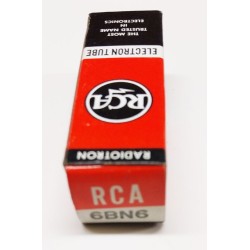 ELECTRON TUBE
THE MOST
TRUSTED NAME
IN
ELECTRONICS
RCA
RADIOTRON
RCA
6BN6